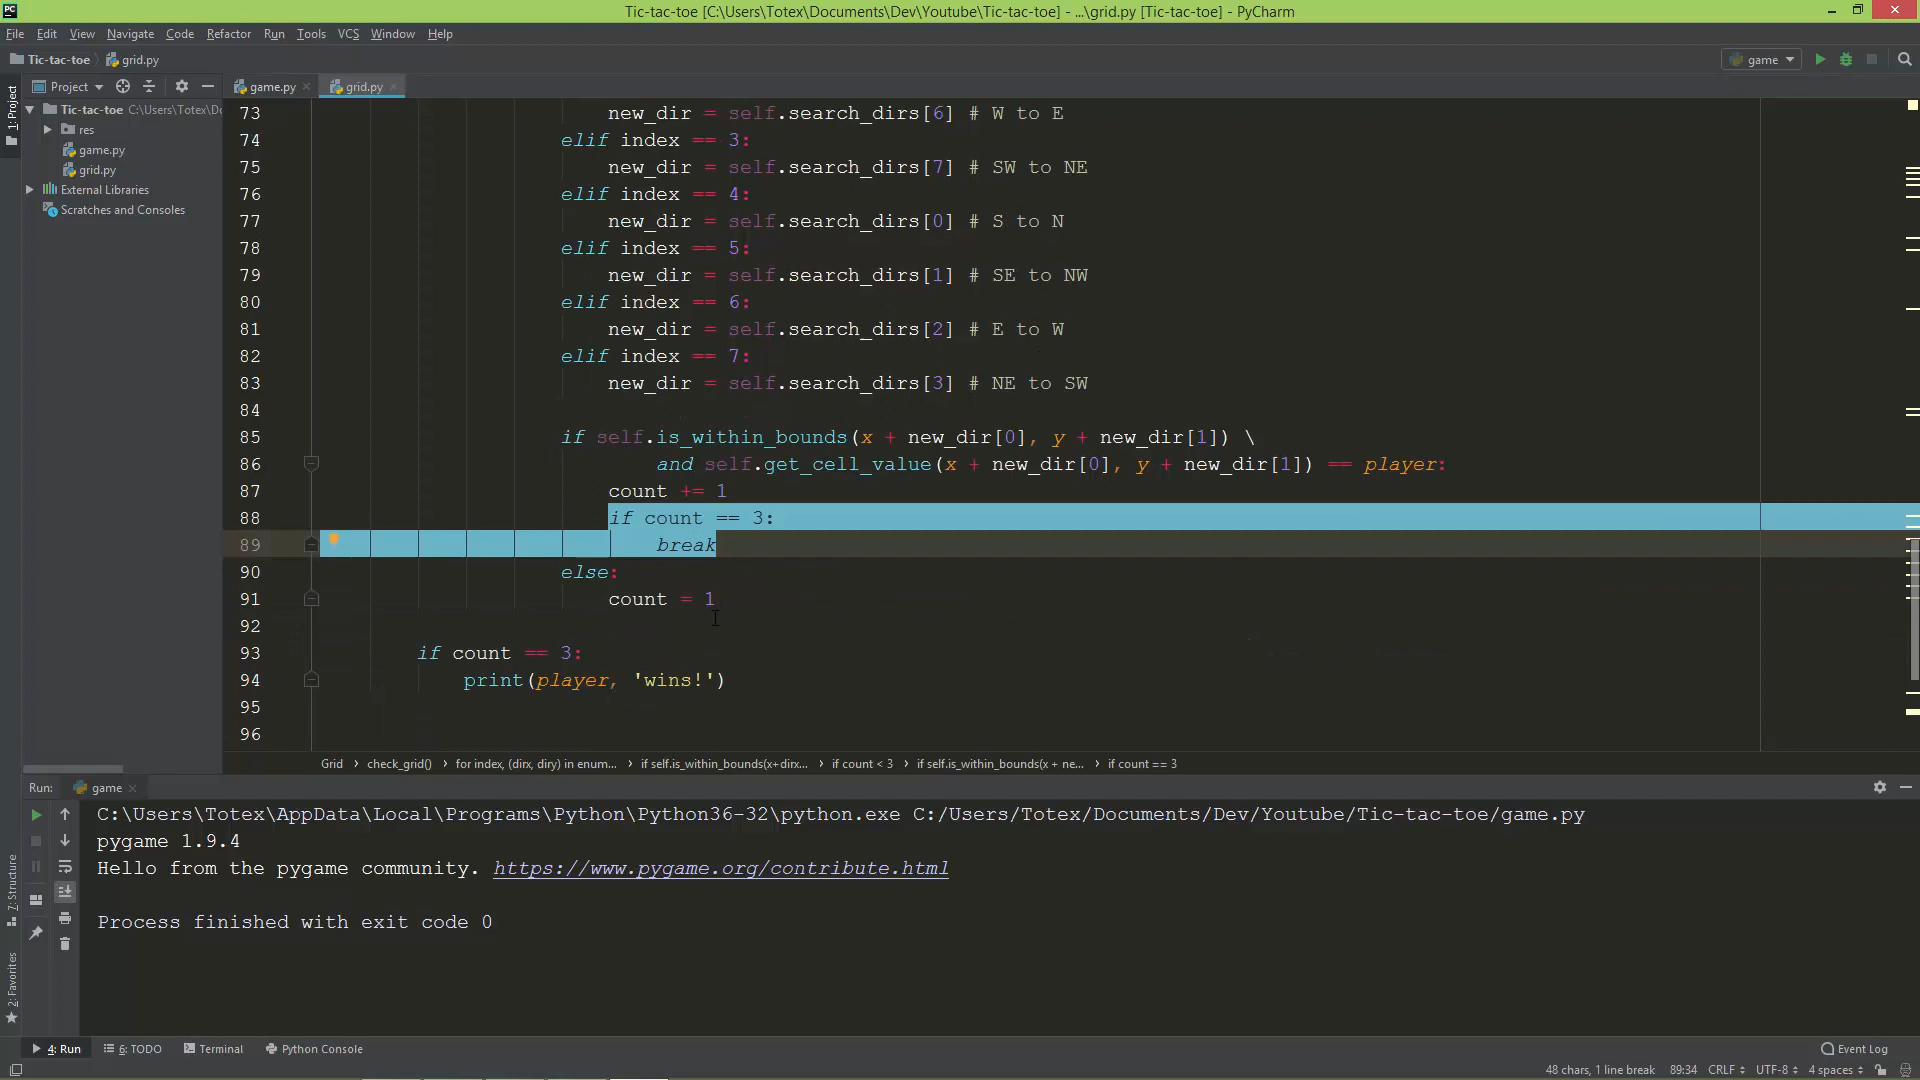 Tic-tac-toe [C:\Users\Totex\Documents\Dev\Youtube\Tic-tac-toe] - ...\grid.py [Tic-tac-toe] - PyCharm
File Edit View Navigate Code Refactor Run Tools VCS Window Help
Tic-tac-toe grid.py game
Project game.py grid.py
1: Project
Tic-tac-toe C:\Users\Totex\Do
res
game.py
grid.py
External Libraries
Scratches and Consoles
73 new_dir = self.search_dirs[6] # W to E
74 elif index == 3:
75 new_dir = self.search_dirs[7] # SW to NE
76 elif index == 4:
77 new_dir = self.search_dirs[0] # S to N
78 elif index == 5:
79 new_dir = self.search_dirs[1] # SE to NW
80 elif index == 6:
81 new_dir = self.search_dirs[2] # E to W
82 elif index == 7:
83 new_dir = self.search_dirs[3] # NE to SW
84
85 if self.is_within_bounds(x + new_dir[0], y + new_dir[1]) \
86 and self.get_cell_value(x + new_dir[0], y + new_dir[1]) == player:
87 count += 1
88 if count == 3:
89 break
90 else:
91 count = 1
92
93 if count == 3:
94 print(player, 'wins!')
95
96
Grid › check_grid() › for index, (dirx, diry) in enum... › if self.is_within_bounds(x+dirx... › if count < 3 › if self.is_within_bounds(x + ne... › if count == 3
Run: game
C:\Users\Totex\AppData\Local\Programs\Python\Python36-32\python.exe C:/Users/Totex/Documents/Dev/Youtube/Tic-tac-toe/game.py
pygame 1.9.4
Hello from the pygame community. https://www.pygame.org/contribute.html
Process finished with exit code 0
7: Structure
2: Favorites
4: Run 6: TODO Terminal Python Console Event Log
48 chars, 1 line break 89:34 CRLF UTF-8 4 spaces